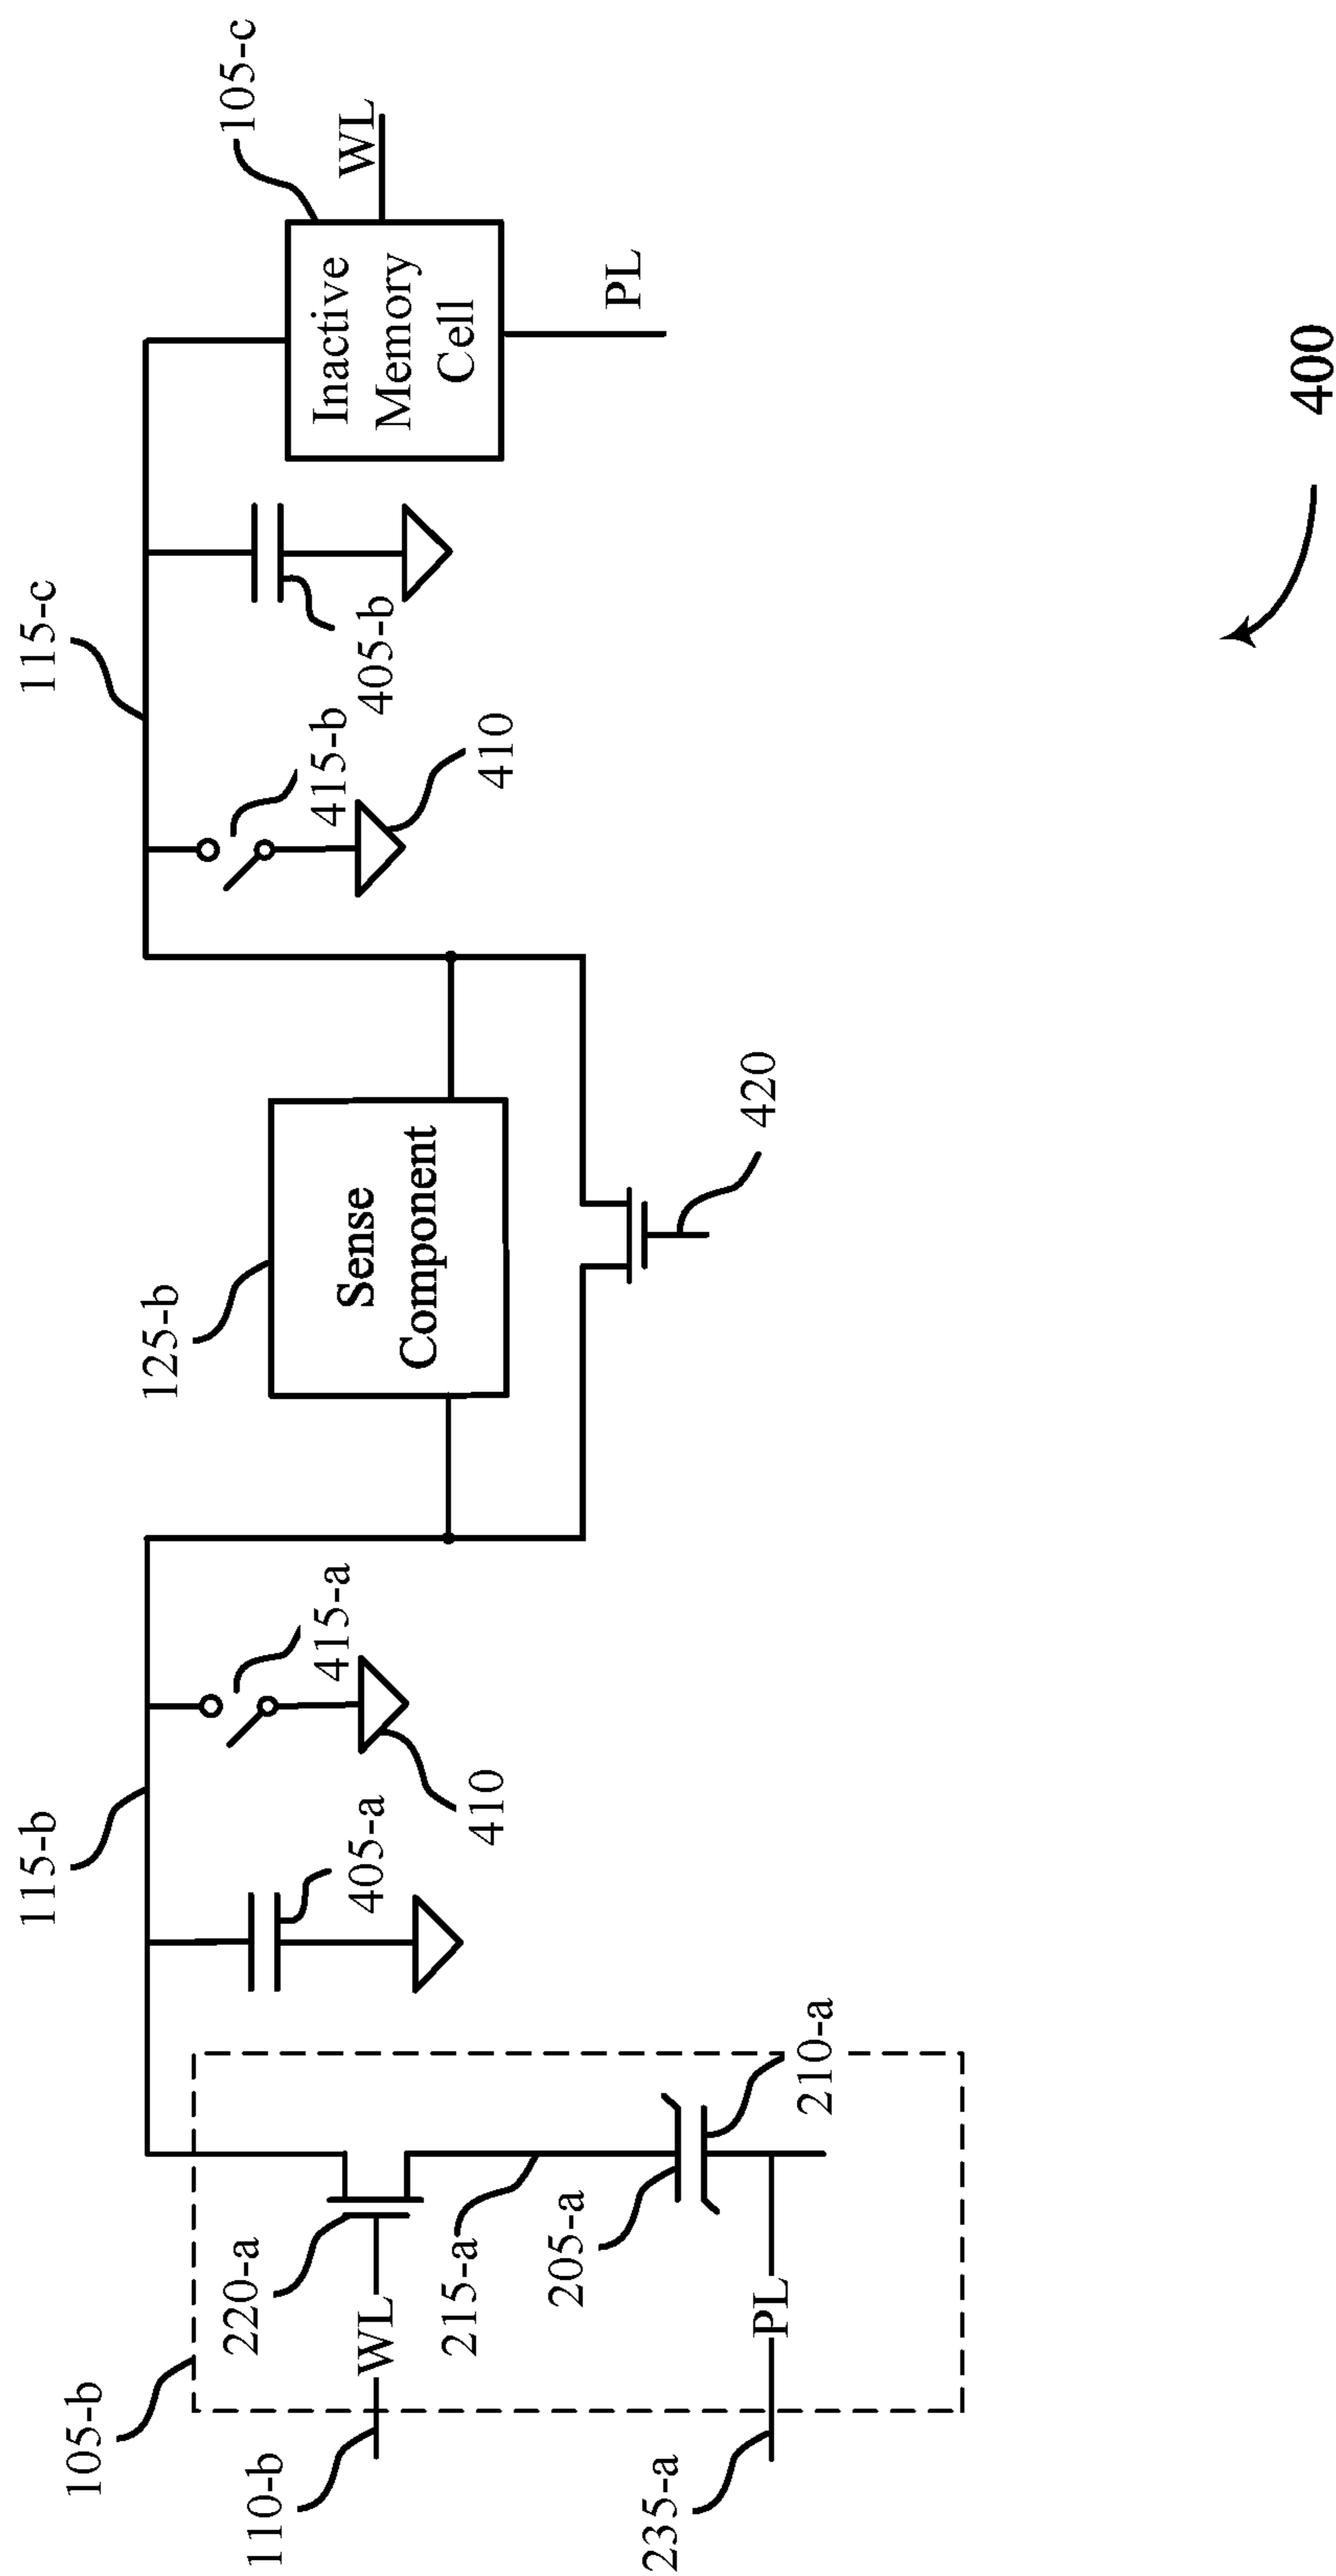 105-b
110-b
WL
220-a
215-a
205-a
210-a
235-a
PL
115-b
405-a
415-a
410
125-b
Sense
Component
420
115-c
415-b
410
405-b
105-c
Inactive
Memory
Cell
WL
PL
400